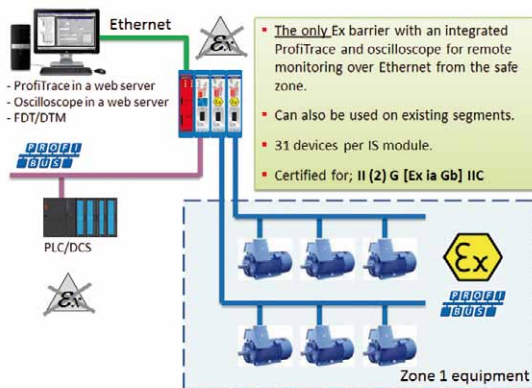 Ethernet
Ex
- ProfiTrace in a web server
- Oscilloscope in a web server
- FDT/DTM
▪ The only Ex barrier with an integrated
ProfiTrace and oscilloscope for remote
monitoring over Ethernet from the safe
zone.
▪ Can also be used on existing segments.
▪ 31 devices per IS module.
▪ Certified for; II (2) G [Ex ia Gb] IIC
PROFI
BUS
PLC/DCS
Ex
Ex
PROFI
BUS
Zone 1 equipment